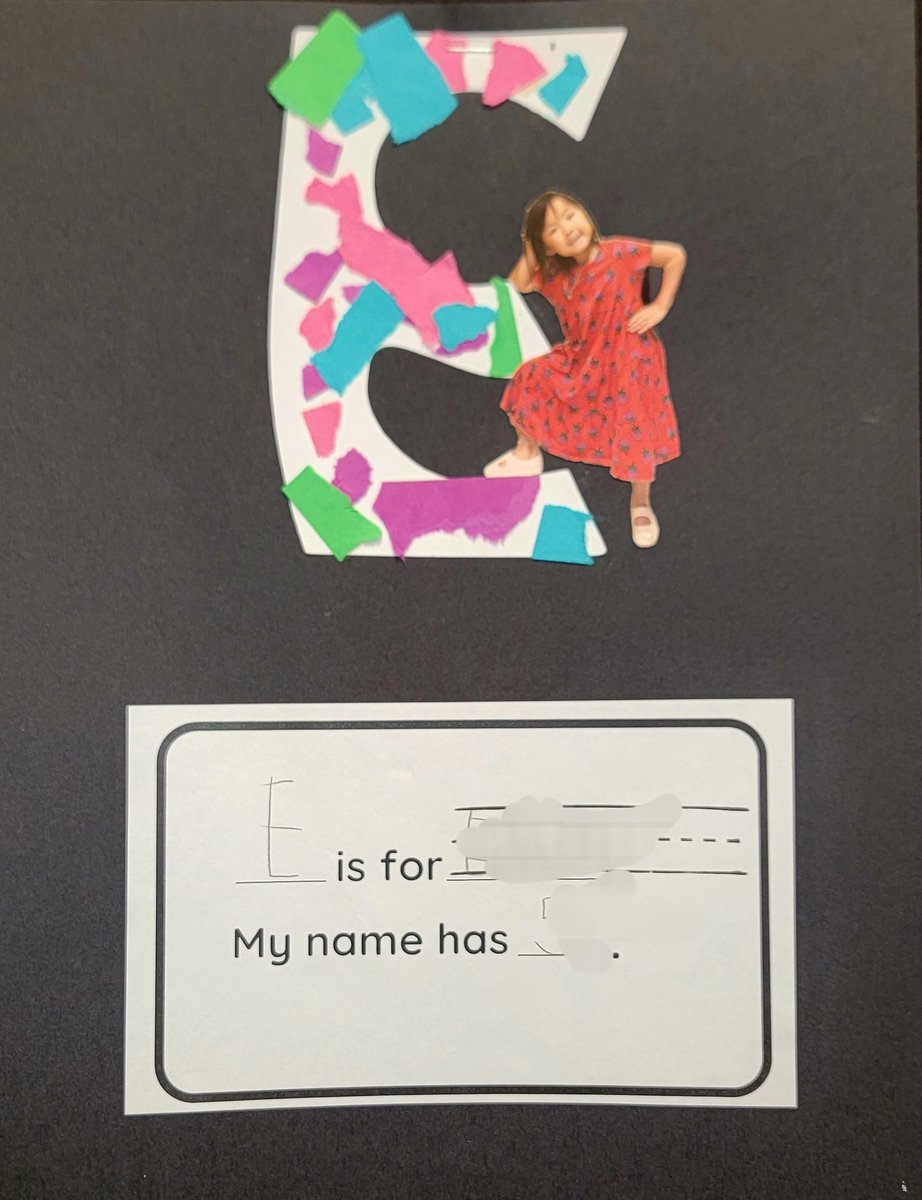 E is for
My name has .